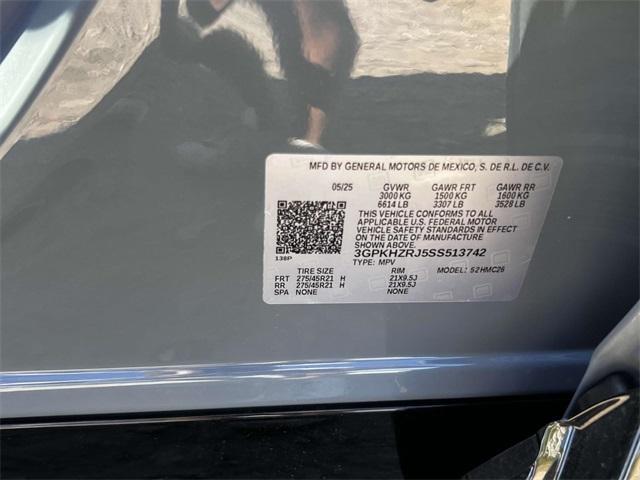 MFD BY GENERAL MOTORS DE MEXICO, S. DE R.L. DE C.V.
05/25 GVWR GAWR FRT GAWR RR
3000 KG 1500 KG 1600 KG
6614 LB 3307 LB 3528 LB
THIS VEHICLE CONFORMS TO ALL
APPLICABLE U.S. FEDERAL MOTOR
VEHICLE SAFETY STANDARDS IN EFFECT
ON THE DATE OF MANUFACTURE SHOWN ABOVE.
3GPKHZRJ5SS513742
138P TYPE: MPV MODEL: 52HMC26
TIRE SIZE RIM
FRT 275/45R21 H 21X9.5J
RR 275/45R21 H 21X9.5J
SPA NONE NONE